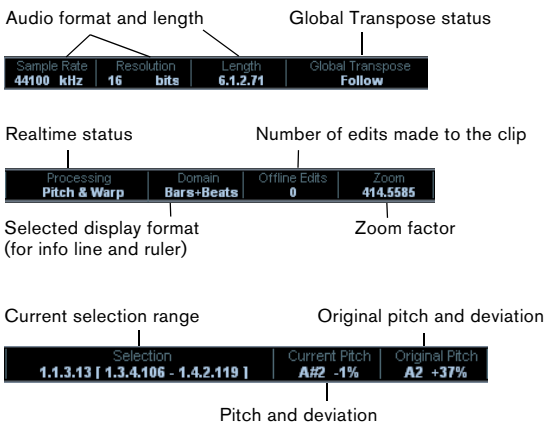 Audio format and length
Global Transpose status
Sample Rate Resolution Length Global Transpose
44100 kHz 16 bits 6.1.2.71 Follow
Realtime status
Number of edits made to the clip
Processing Domain Offline Edits Zoom
Pitch & Warp Bars+Beats 0 414.5585
Selected display format
(for info line and ruler)
Zoom factor
Current selection range
Original pitch and deviation
Selection Current Pitch Original Pitch
1.1.3.13 [ 1.3.4.106 - 1.4.2.119 ] A#2 -1% A2 +37%
Pitch and deviation